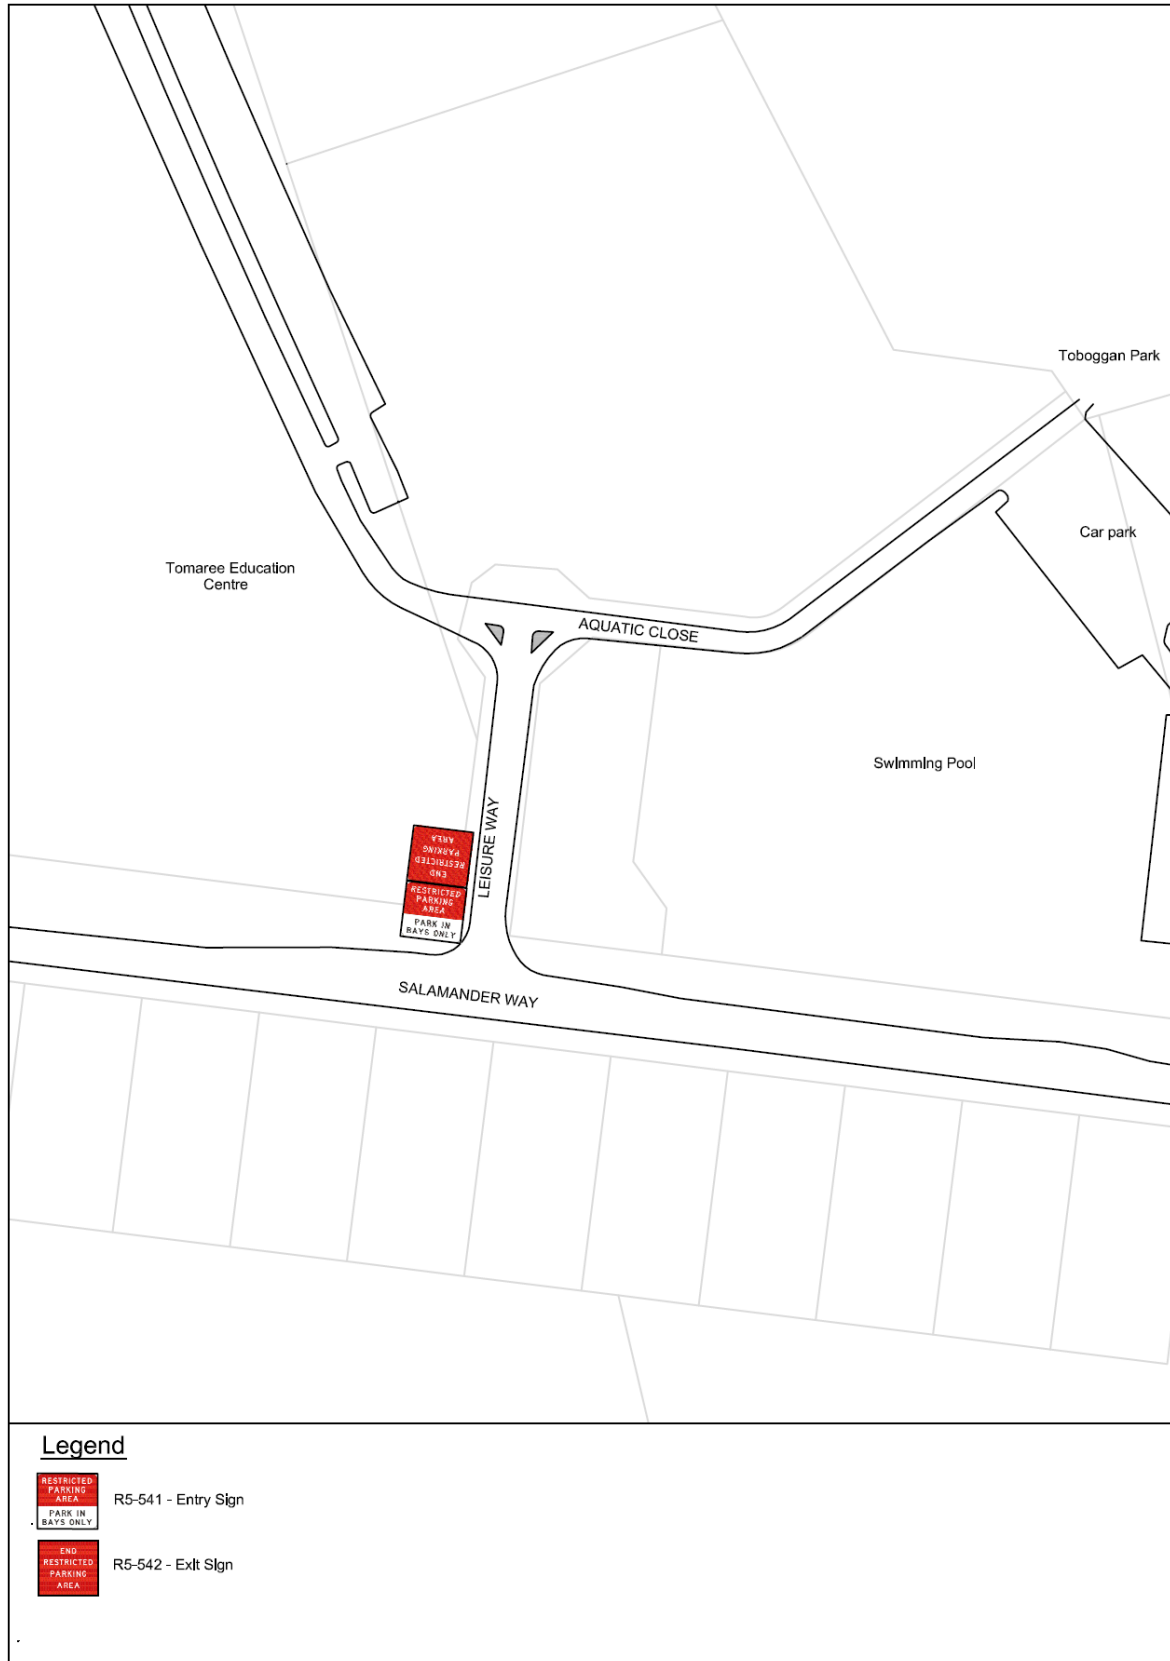 Toboggan Park
Car park
Tomaree Education
Centre
AQUATIC CLOSE
Swimming Pool
LEISURE WAY
END
RESTRICTED
PARKING
AREA
RESTRICTED
PARKING
AREA
PARK IN
BAYS ONLY
SALAMANDER WAY
Legend
RESTRICTED
PARKING
AREA
PARK IN
BAYS ONLY
R5-541 - Entry Sign
END
RESTRICTED
PARKING
AREA
R5-542 - Exit Sign